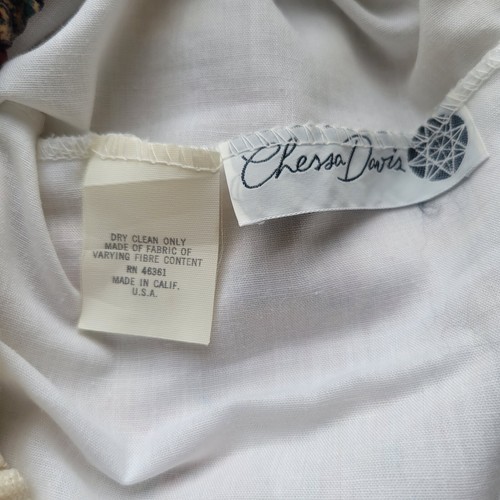 Chessa Davis
DRY CLEAN ONLY
MADE OF FABRIC OF
VARYING FIBRE CONTENT
RN 46361
MADE IN CALIF.
U.S.A.